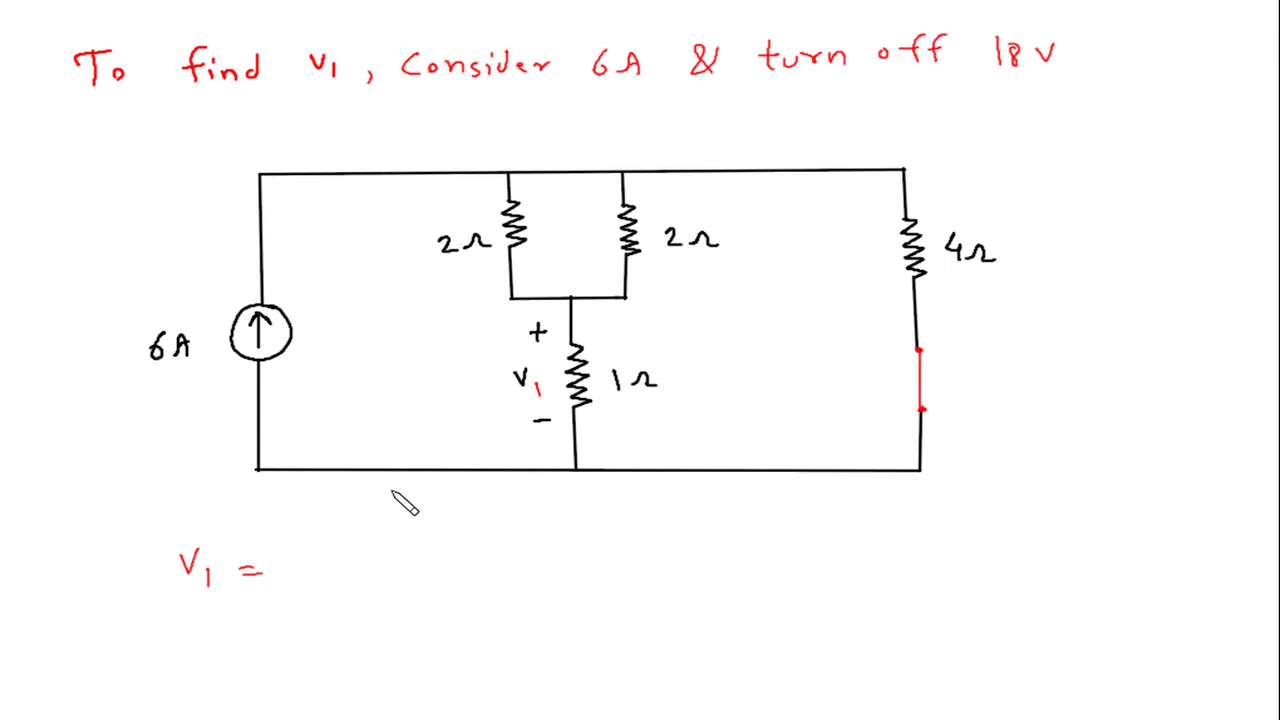 To find V1, Consider 6A & turn off 18V
2Ω 2Ω 4Ω
+
6A V1 1Ω
−
V1 =